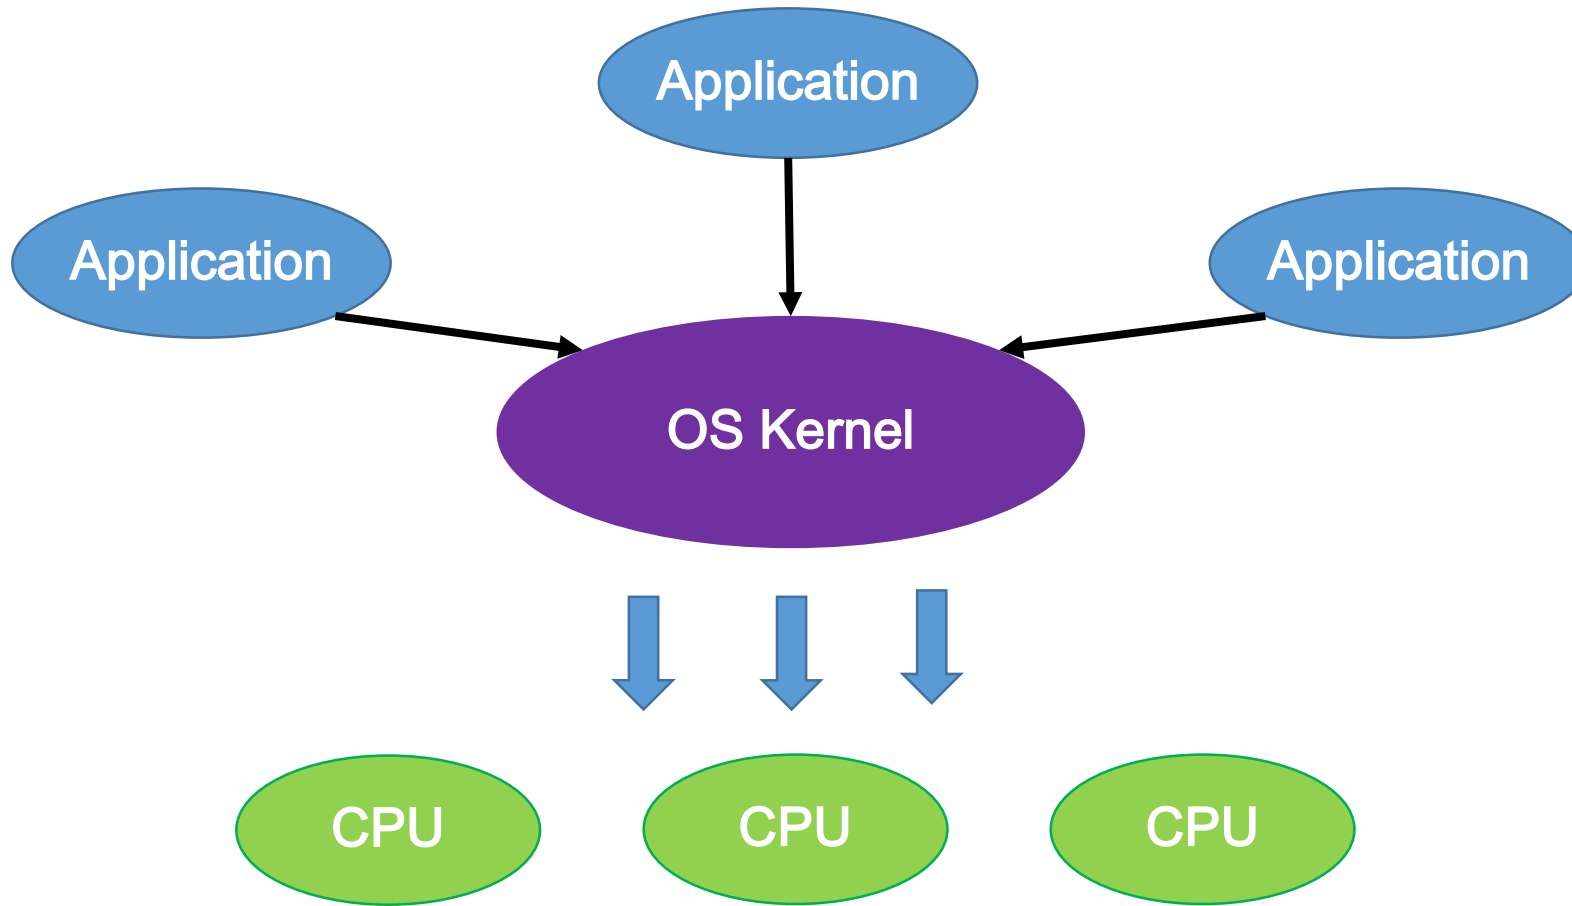 Application
Application
Application
OS Kernel
CPU
CPU
CPU